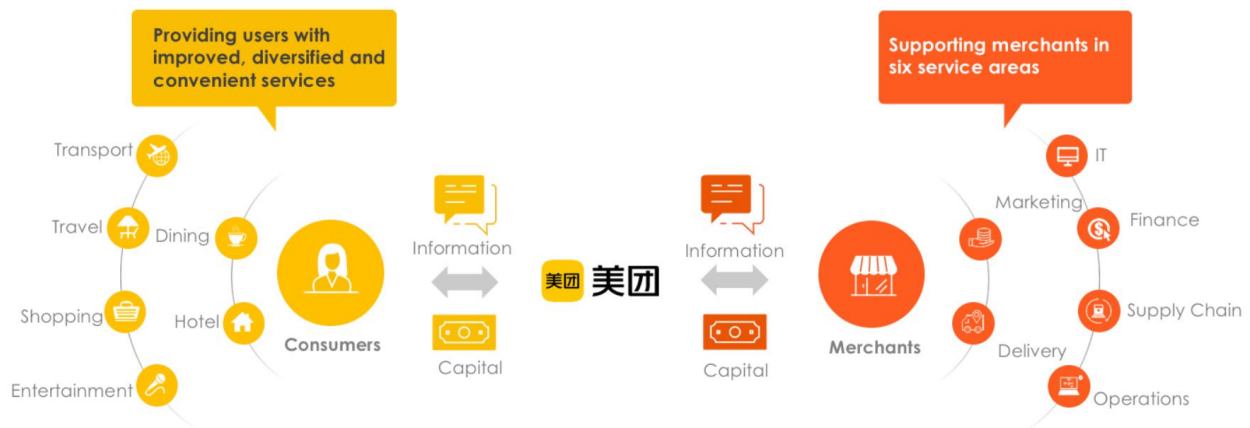 Providing users with
improved, diversified and
convenient services
Transport
Travel
Dining
Shopping
Hotel
Entertainment
Consumers
Information
Capital
美团 美团
Information
Capital
Supporting merchants in
six service areas
IT
Marketing
Finance
Supply Chain
Delivery
Operations
Merchants